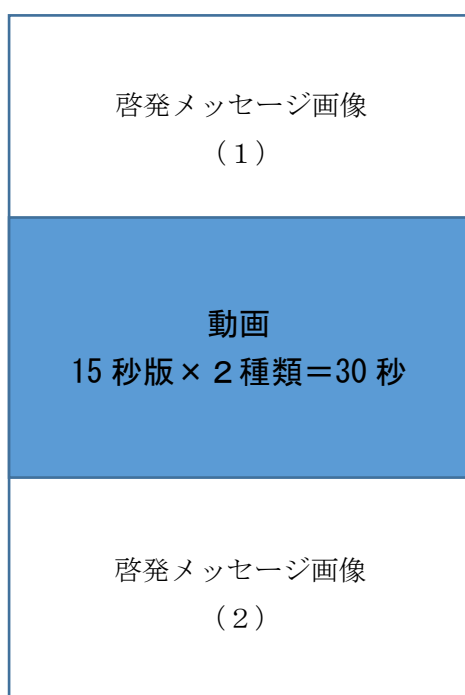 啓発メッセージ画像
（１）
動画
15 秒版×２種類＝30 秒
啓発メッセージ画像
（２）